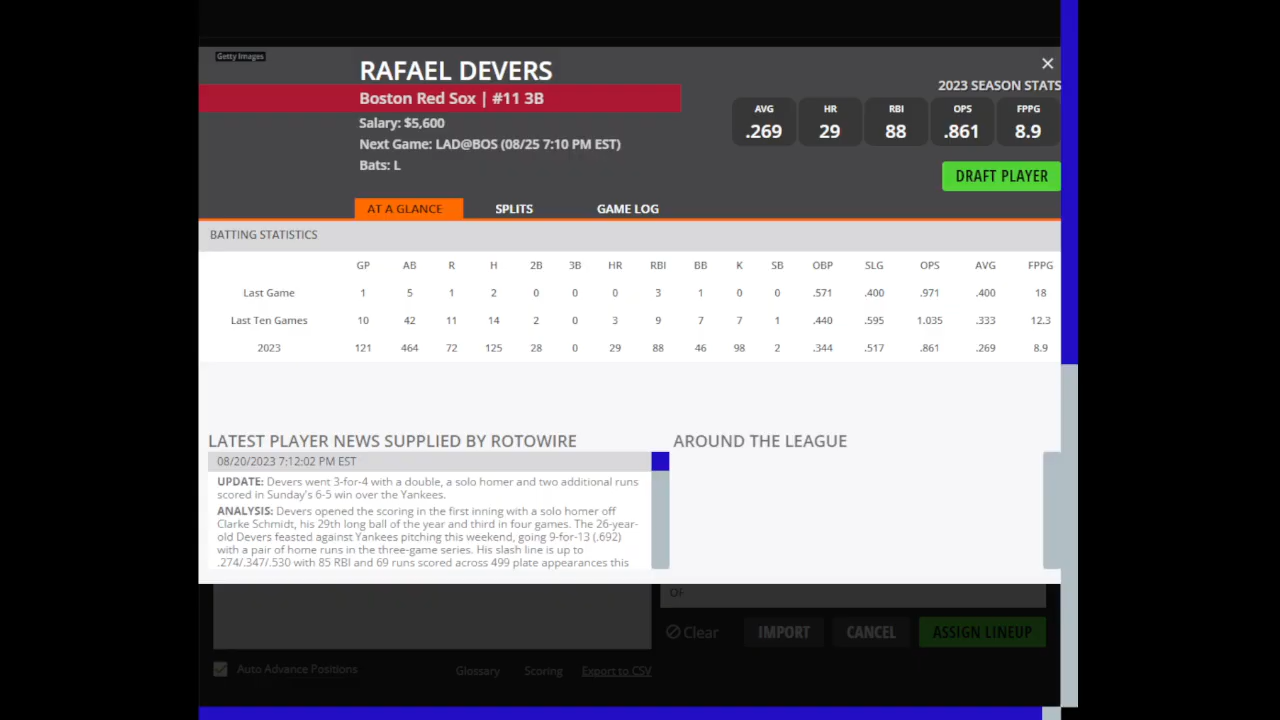 Getty Images
RAFAEL DEVERS
Boston Red Sox | #11 3B
Salary: $5,600
Next Game: LAD@BOS (08/25 7:10 PM EST)
Bats: L
2023 SEASON STATS
AVG HR RBI OPS FPPG
.269 29 88 .861 8.9
DRAFT PLAYER
AT A GLANCE SPLITS GAME LOG
BATTING STATISTICS
GP AB R H 2B 3B HR RBI BB K SB OBP SLG OPS AVG FPPG
Last Game 1 5 1 2 0 0 0 3 1 0 0 .571 .400 .971 .400 18
Last Ten Games 10 42 11 14 2 0 3 9 7 7 1 .440 .595 1.035 .333 12.3
2023 121 464 72 125 28 0 29 88 46 98 2 .344 .517 .861 .269 8.9
LATEST PLAYER NEWS SUPPLIED BY ROTOWIRE
08/20/2023 7:12:02 PM EST
UPDATE: Devers went 3-for-4 with a double, a solo homer and two additional runs
scored in Sunday's 6-5 win over the Yankees.
ANALYSIS: Devers opened the scoring in the first inning with a solo homer off
Clarke Schmidt, his 29th long ball of the year and third in four games. The 26-year-
old Devers feasted against Yankees pitching this weekend, going 9-for-13 (.692)
with a pair of home runs in the three-game series. His slash line is up to
.274/.347/.530 with 85 RBI and 69 runs scored across 499 plate appearances this
AROUND THE LEAGUE
OF
Clear IMPORT CANCEL ASSIGN LINEUP
Auto Advance Positions Glossary Scoring Export to CSV